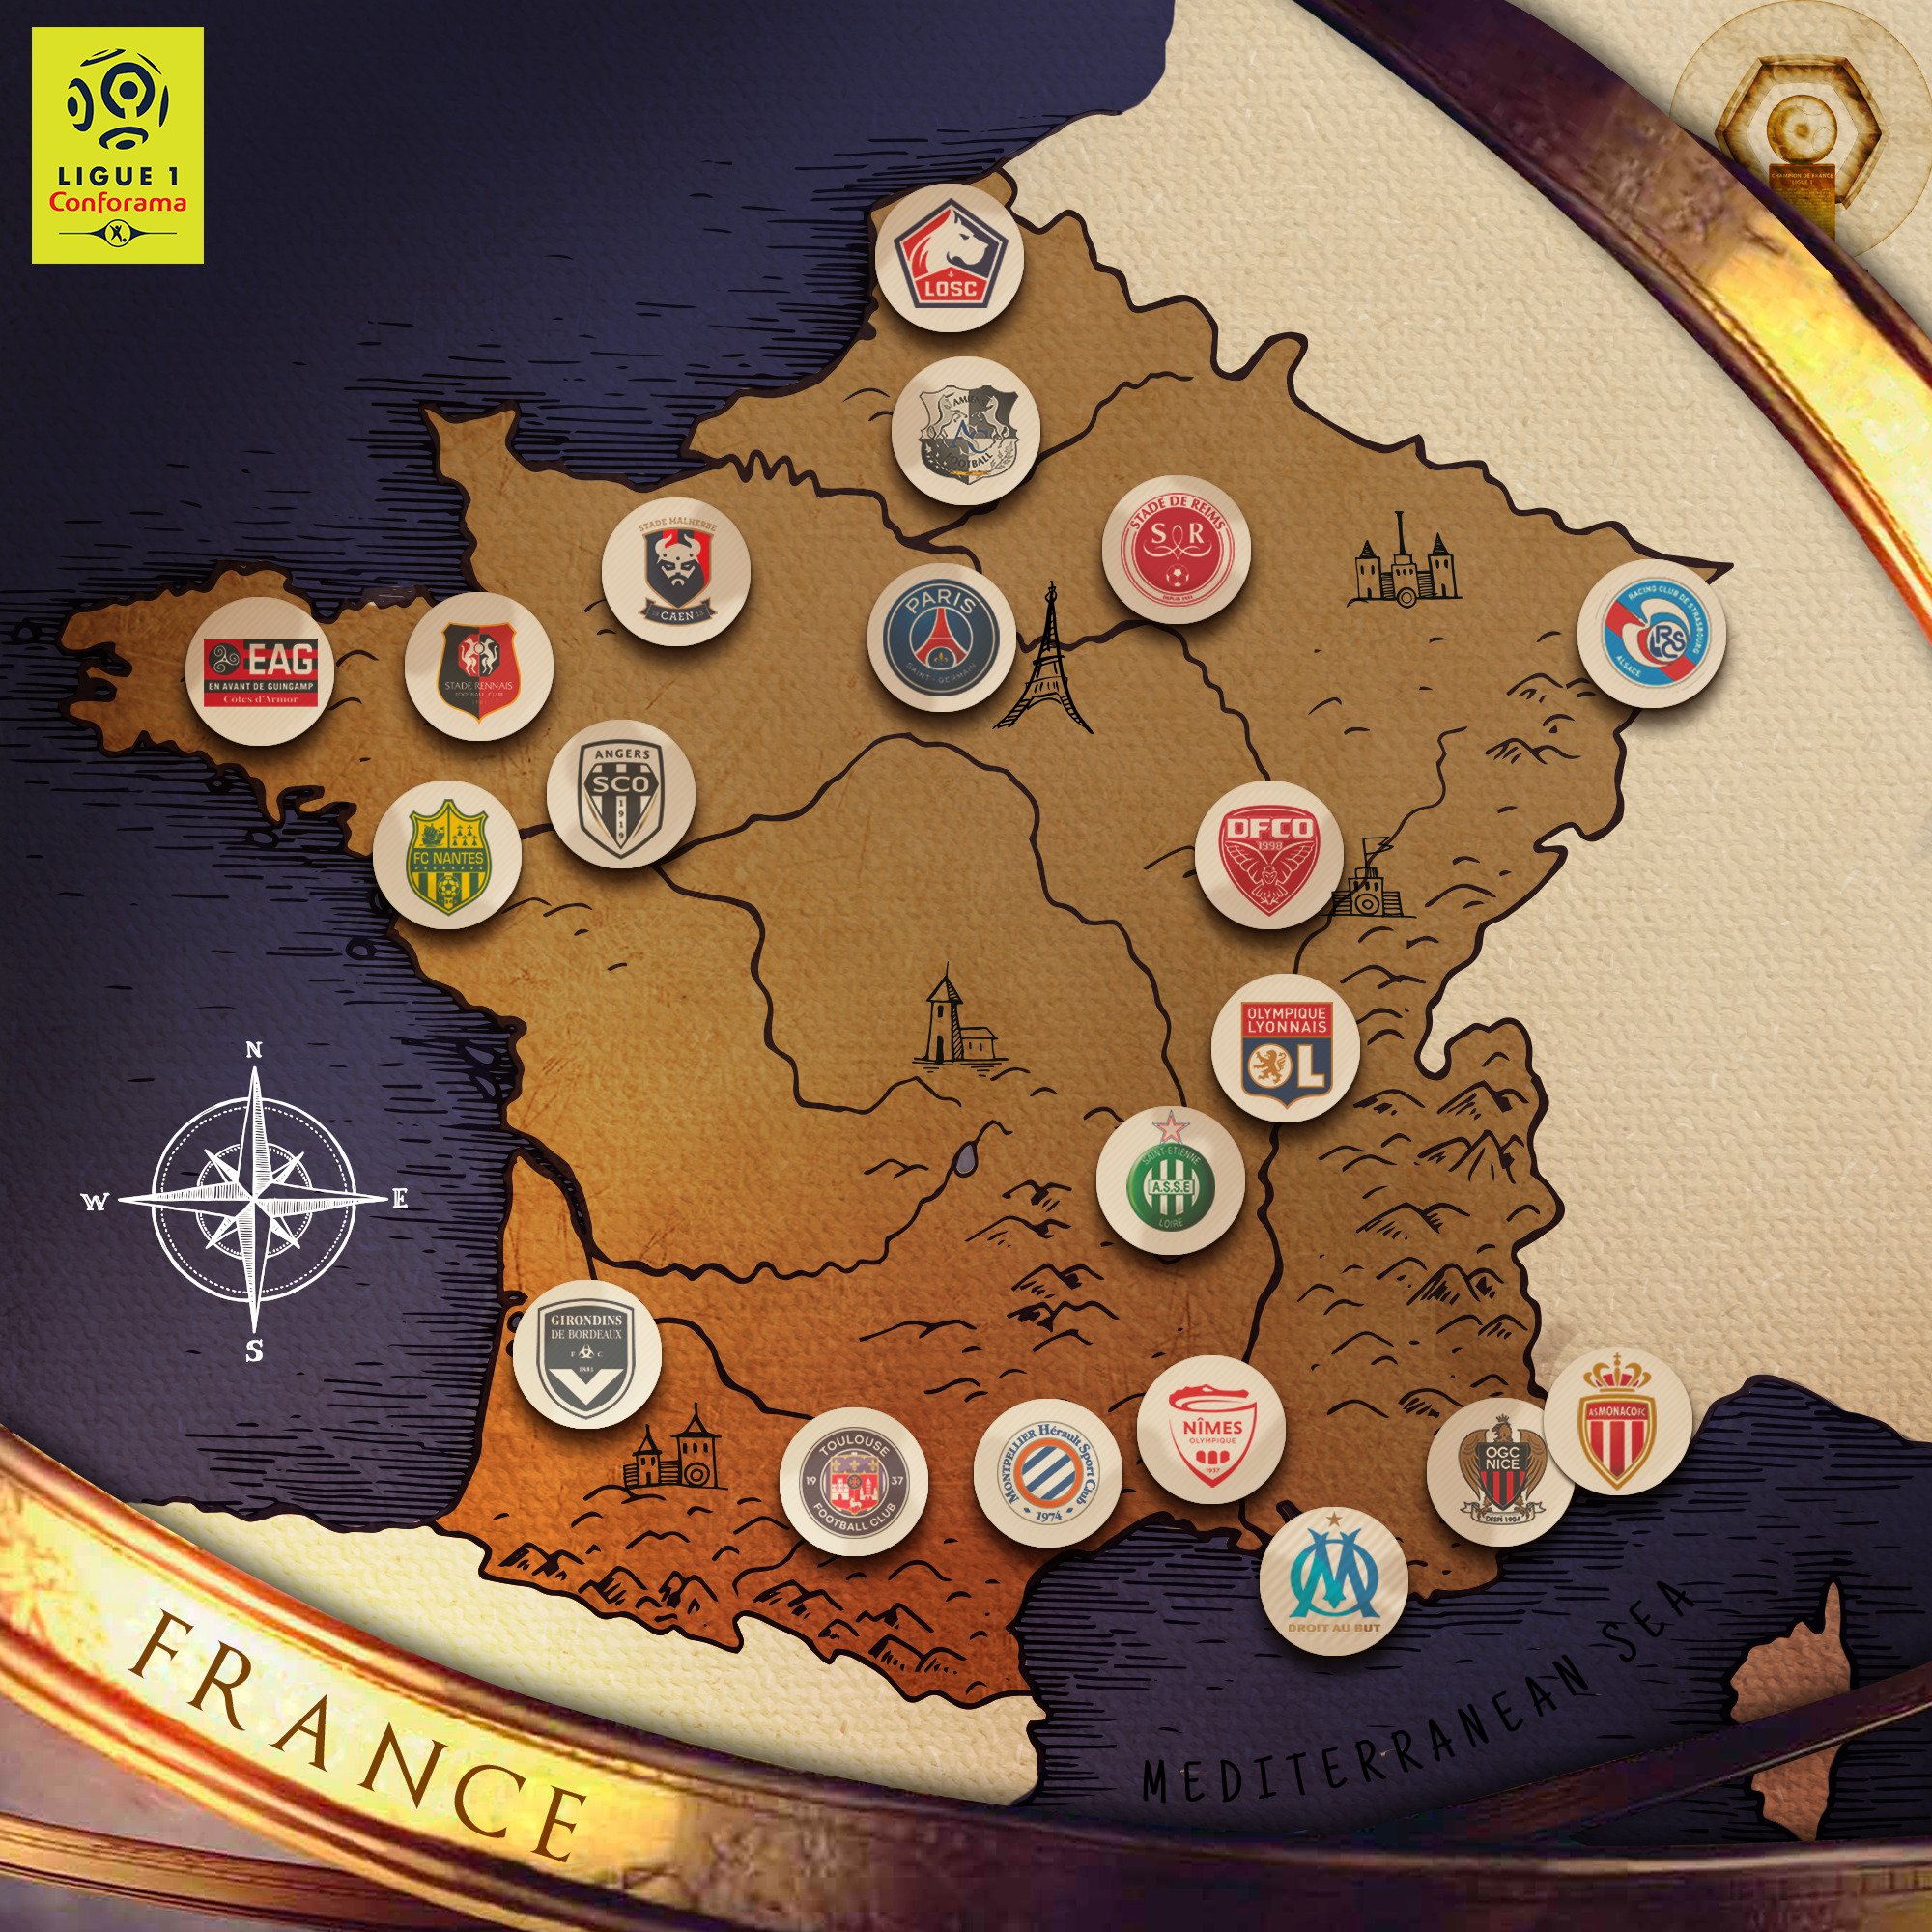 LIGUE 1
Conforama
CHAMPION DE FRANCE
LIGUE 1
LOSC
AMIENS
FOOTBALL
STADE DE REIMS
S R
DEPUIS 1931
STADE MALHERBE
CAEN
PARIS
SAINT-GERMAIN
RACING CLUB DE STRASBOURG
ALSACE
RCS
EAG
EN AVANT DE GUINGAMP
Côtes d'Armor
STADE RENNAIS
FOOTBALL CLUB
ANGERS
SCO
1919
FC NANTES
DFCO
1998
OLYMPIQUE
LYONNAIS
OL
SAINT-ETIENNE
A.S.S.E
LOIRE
N
W
E
S
GIRONDINS
DE BORDEAUX
F C
1881
TOULOUSE
19 37
FOOTBALL CLUB
MONTPELLIER Hérault Sport Club
1974
NÎMES
OLYMPIQUE
1937
OGC
NICE
DESPI 1904
AS MONACO FC
DROIT AU BUT
MEDITERRANEAN SEA
FRANCE